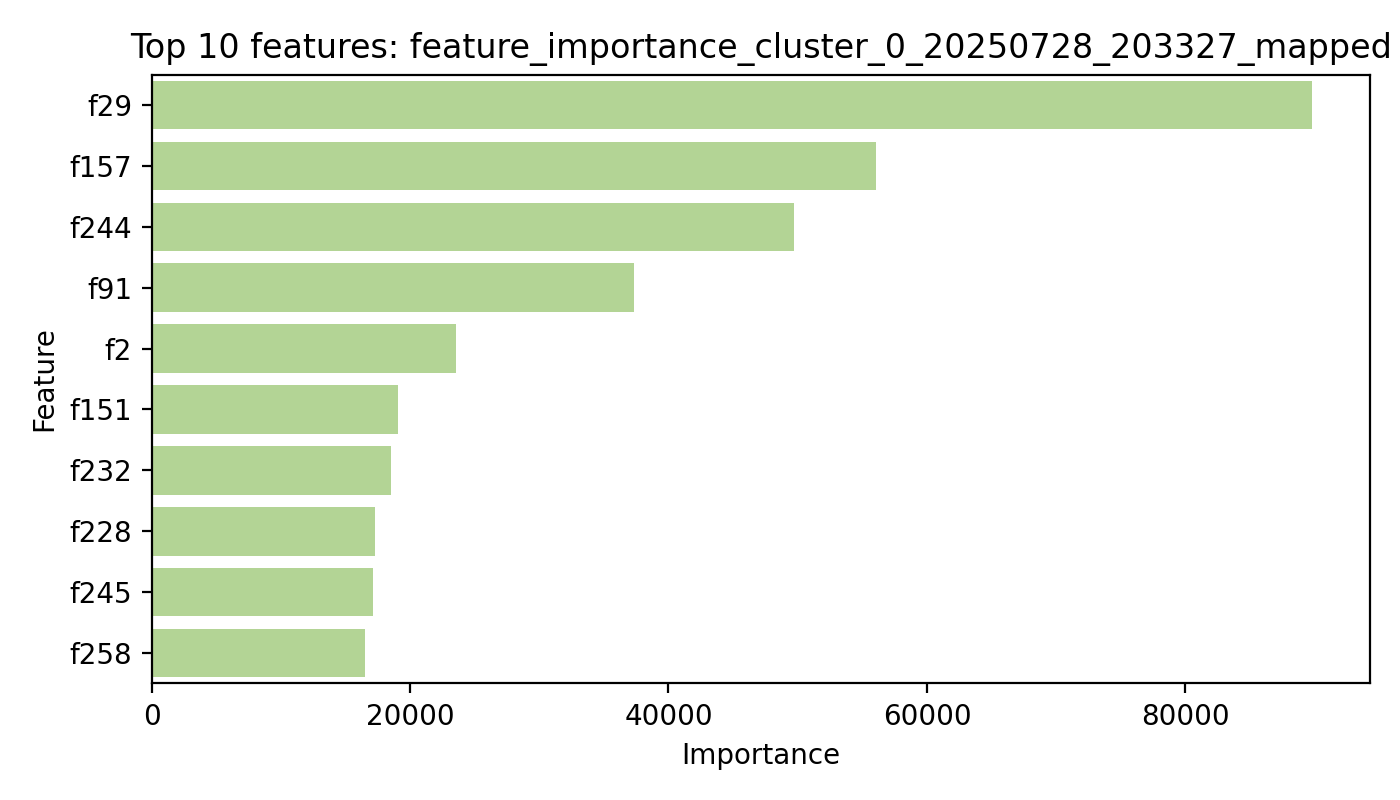 Top 10 features: feature_importance_cluster_0_20250728_203327_mapped
f29
f157
f244
f91
f2
f151
f232
f228
f245
f258
Feature
0 20000 40000 60000 80000
Importance